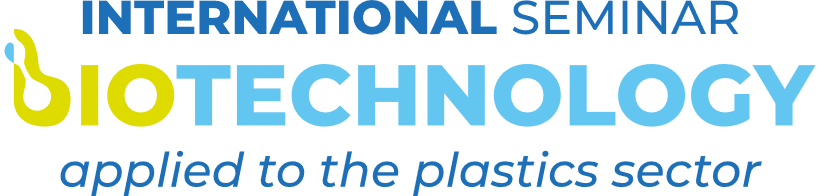 INTERNATIONAL SEMINAR
bIOTECHNOLOGY
applied to the plastics sector